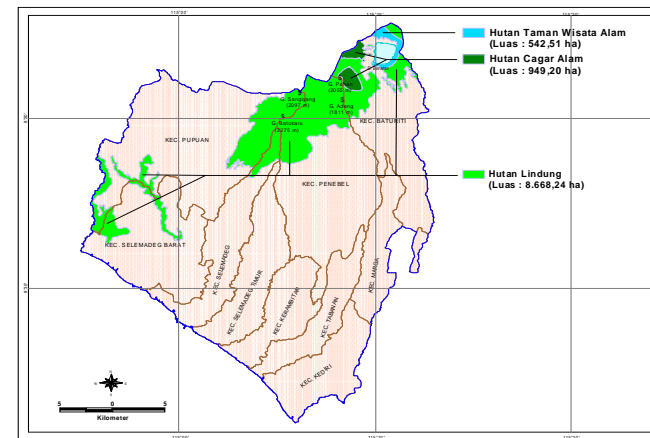 Hutan Taman Wisata Alam
(Luas : 542,51 ha)
Hutan Cagar Alam
(Luas : 949,20 ha)
G. Sanghyang
G. Adeng
(1811 m)
G. Batukaru
(2276 m)
KEC. BATURITI
KEC. PUPUAN
Hutan Lindung
(Luas : 8.668,24 ha)
KEC. PENEBEL
KEC. SELEMADEG BARAT
KEC. SELEMADEG
KEC. SELEMADEG TIMUR
KEC. KERAMBITAN
KEC. TABANAN
KEC. MARGA
KEC. KEDIRI
5 0 5
Kilometer